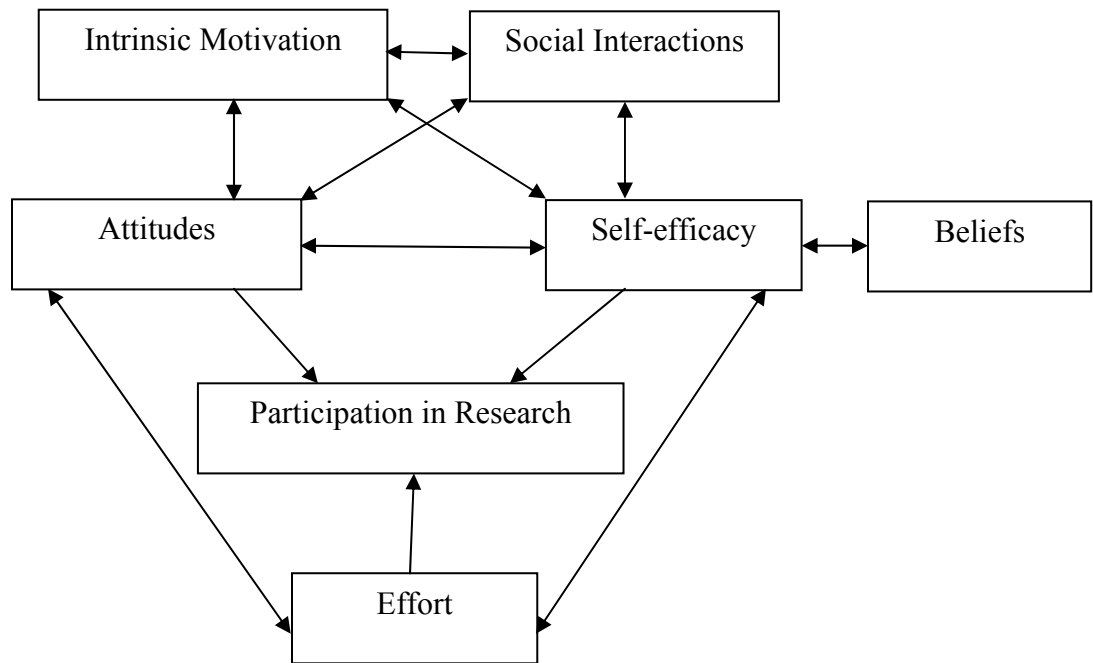 Intrinsic Motivation
Social Interactions
Attitudes
Self-efficacy
Beliefs
Participation in Research
Effort